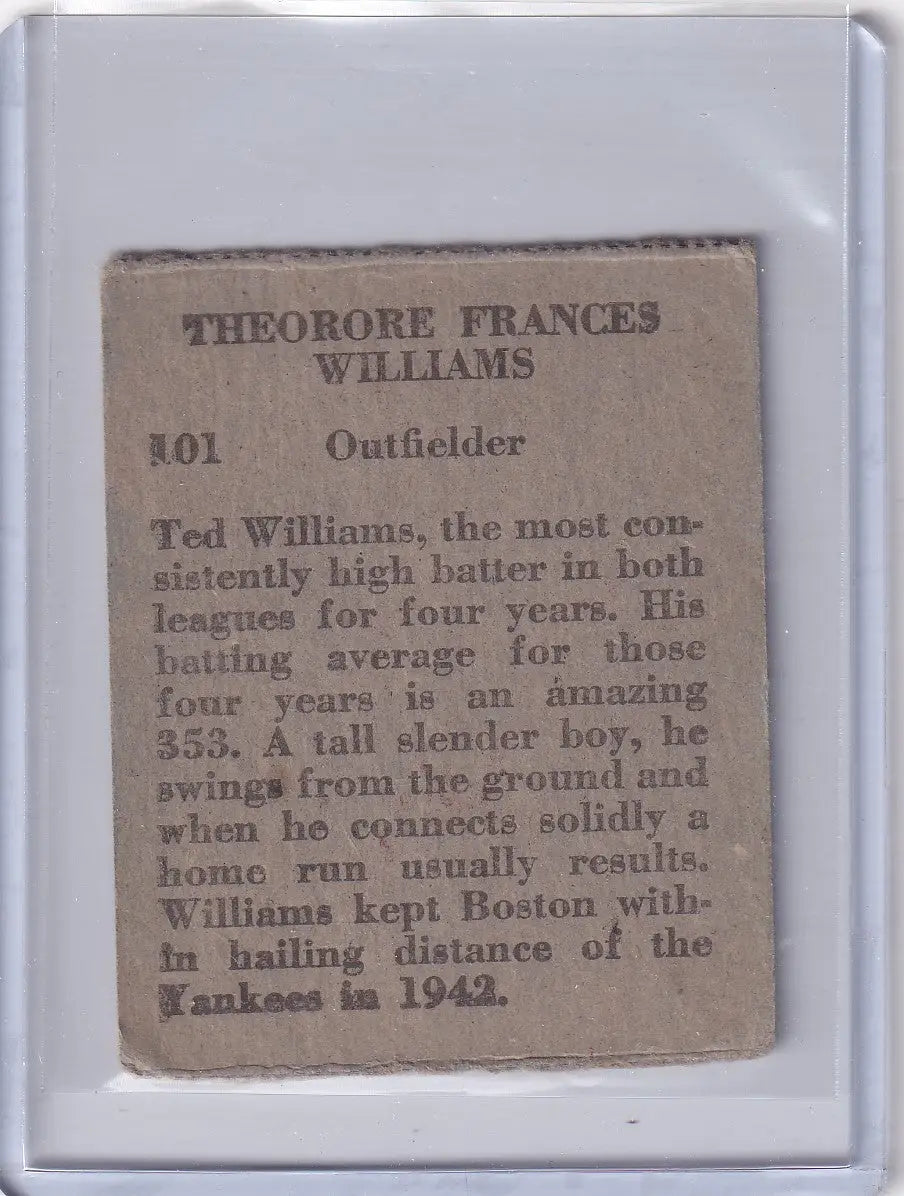 THEORORE FRANCES
WILLIAMS
101 Outfielder
Ted Williams, the most con-
sistently high batter in both
leagues for four years. His
batting average for those
four years is an amazing
353. A tall slender boy, he
swings from the ground and
when he connects solidly a
home run usually results.
Williams kept Boston with-
in hailing distance of the
Yankees in 1942.